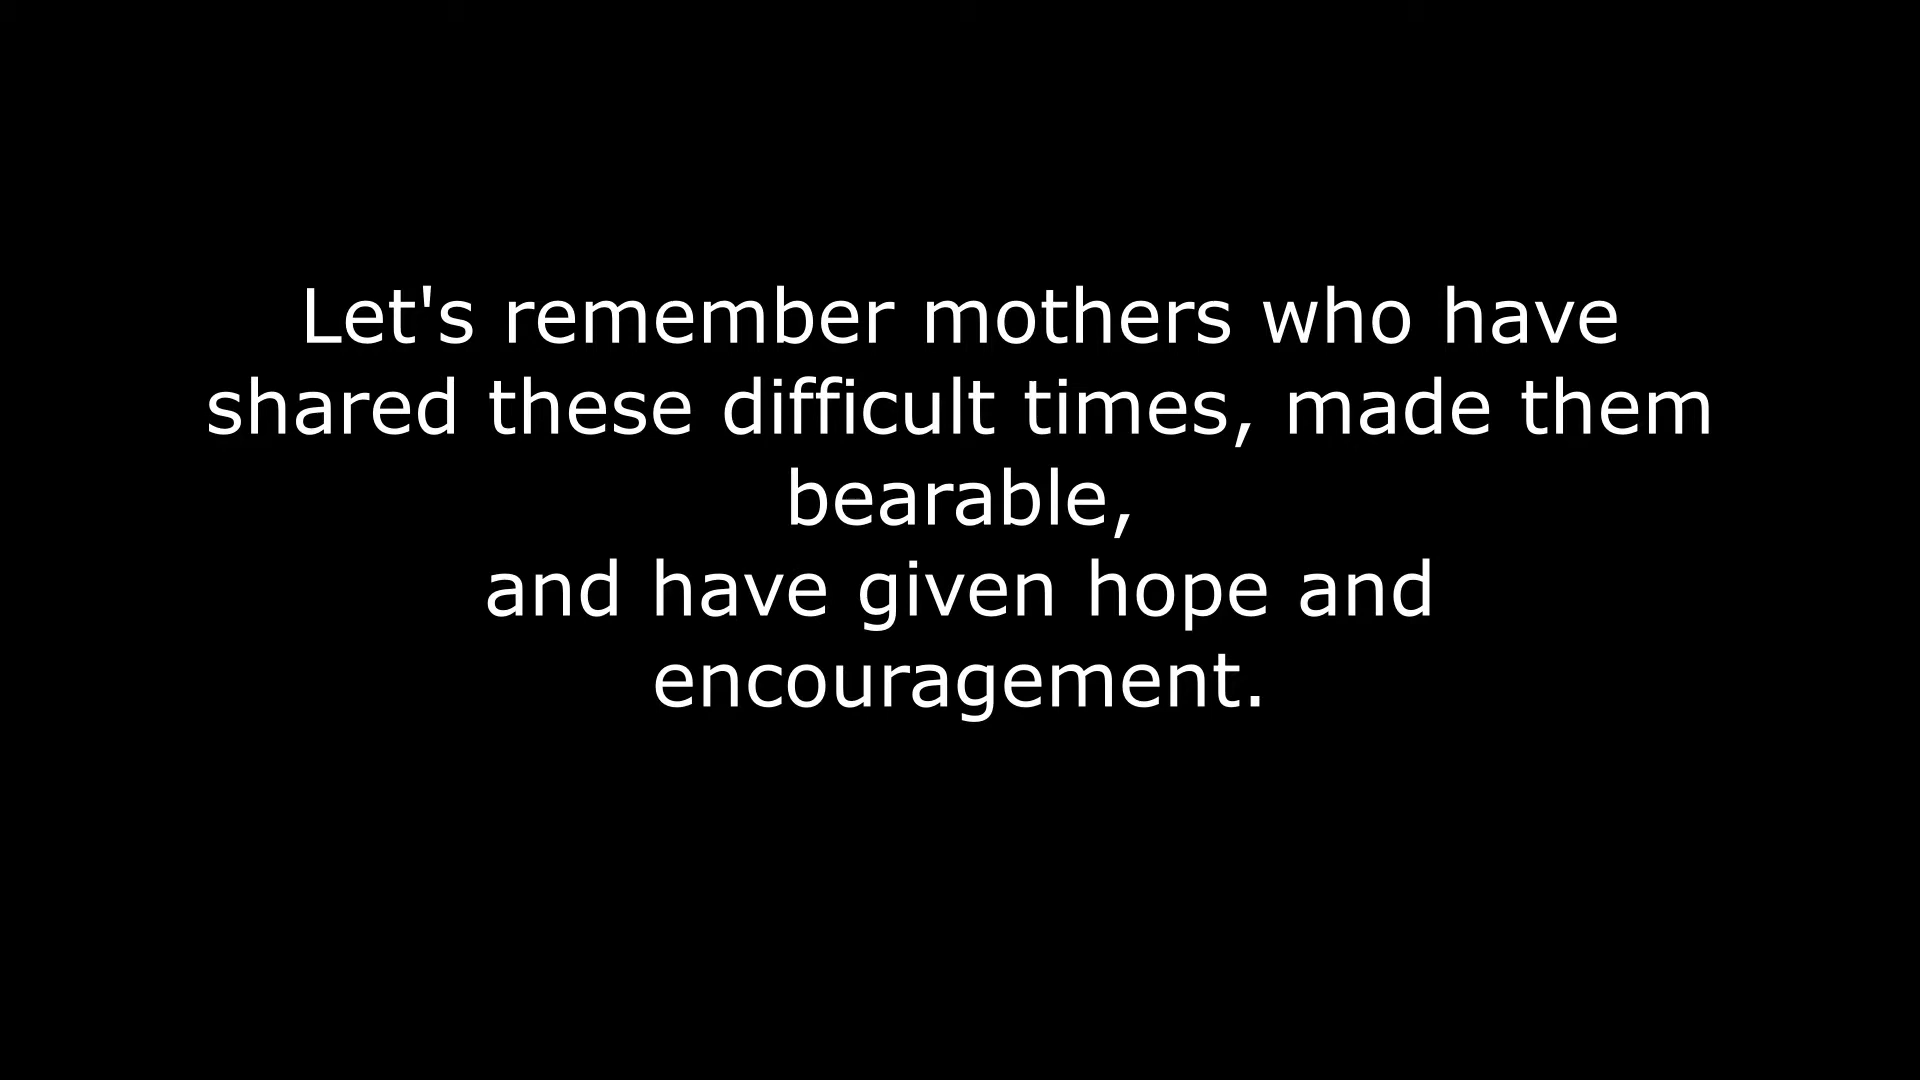 Let's remember mothers who have
shared these difficult times, made them
bearable,
and have given hope and
encouragement.